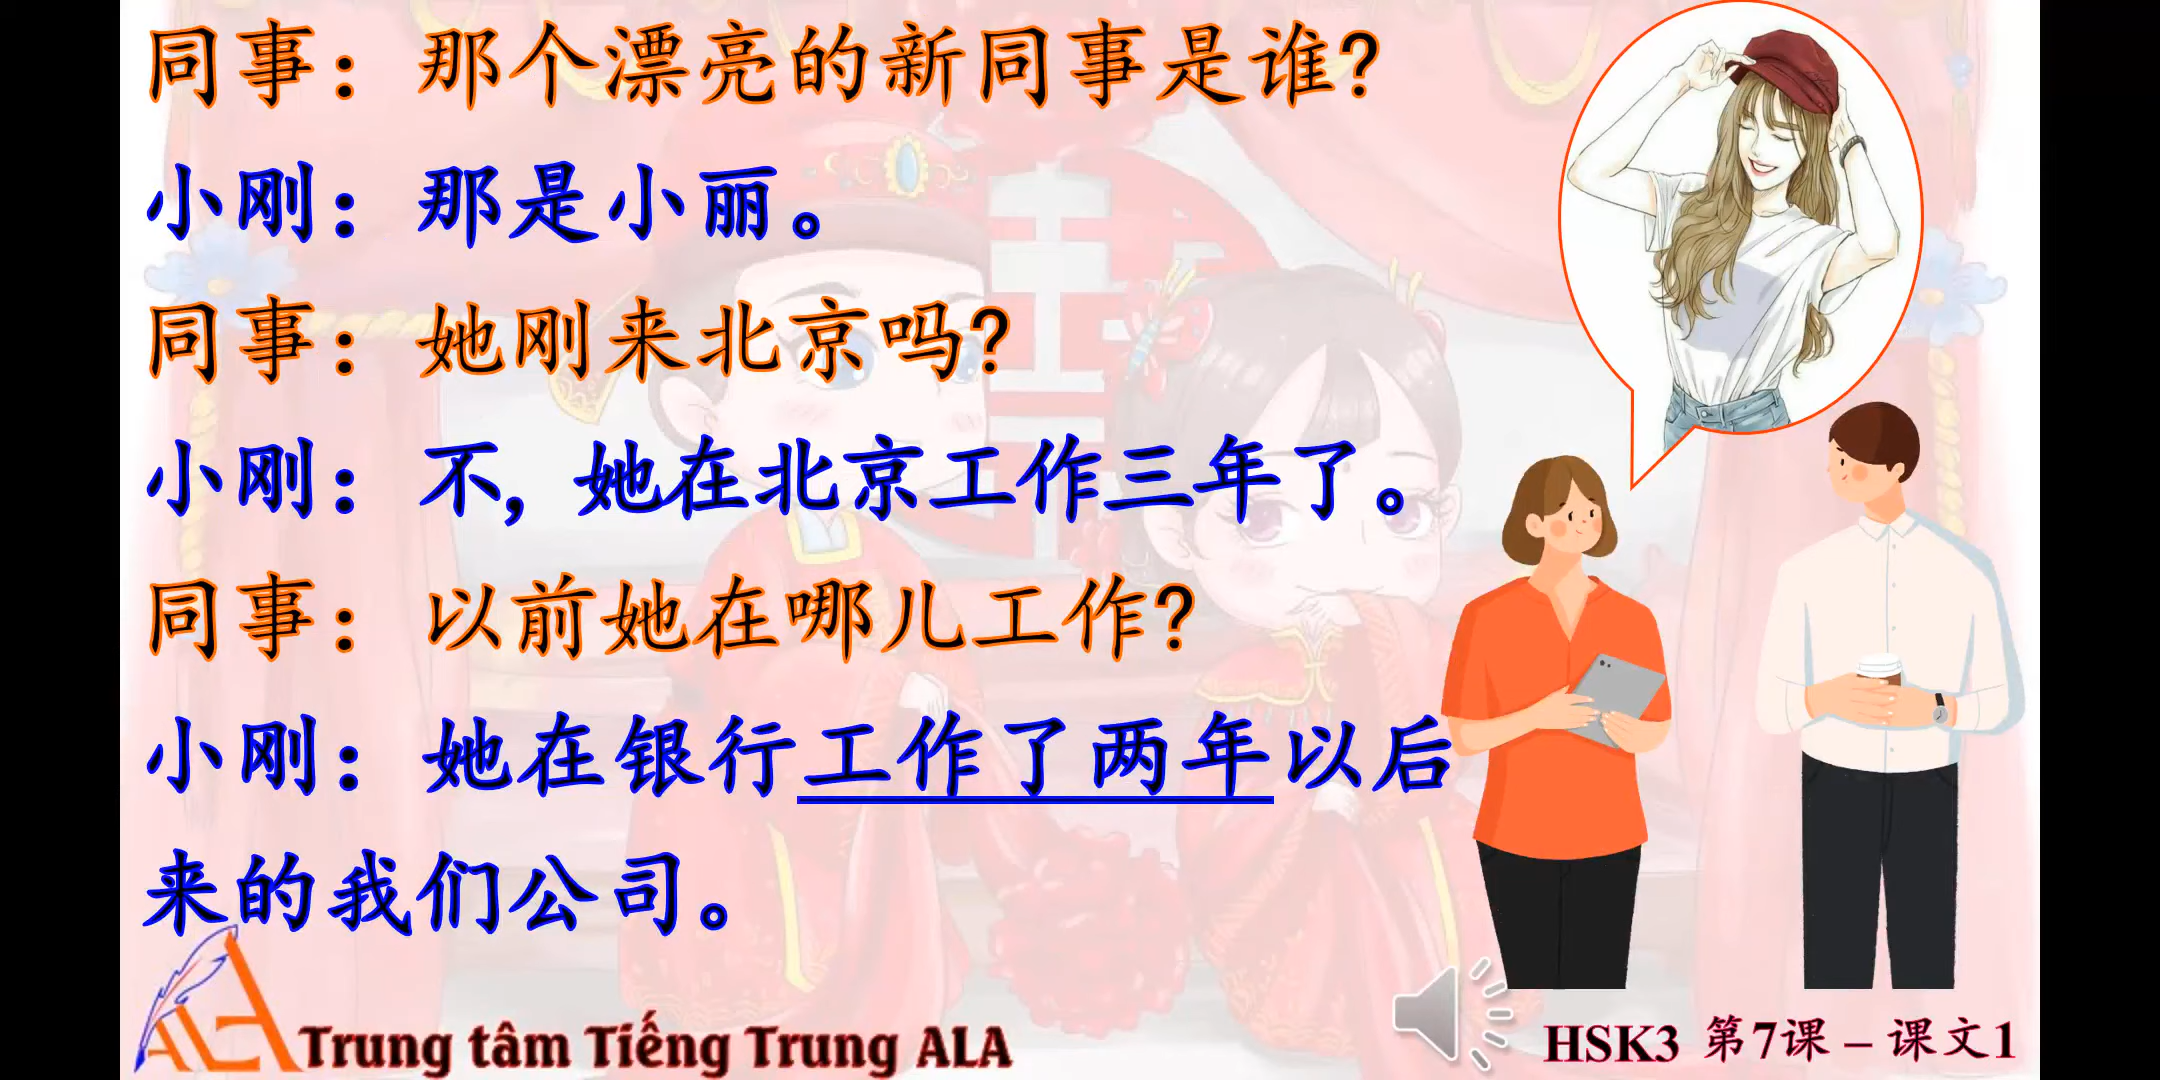 同事：那个漂亮的新同事是谁?
小刚：那是小丽。
同事：她刚来北京吗?
小刚：不, 她在北京工作三年了。
同事：以前她在哪儿工作?
小刚：她在银行工作了两年以后
来的我们公司。
ALA Trung tâm Tiếng Trung ALA
HSK3 第7课 – 课文1